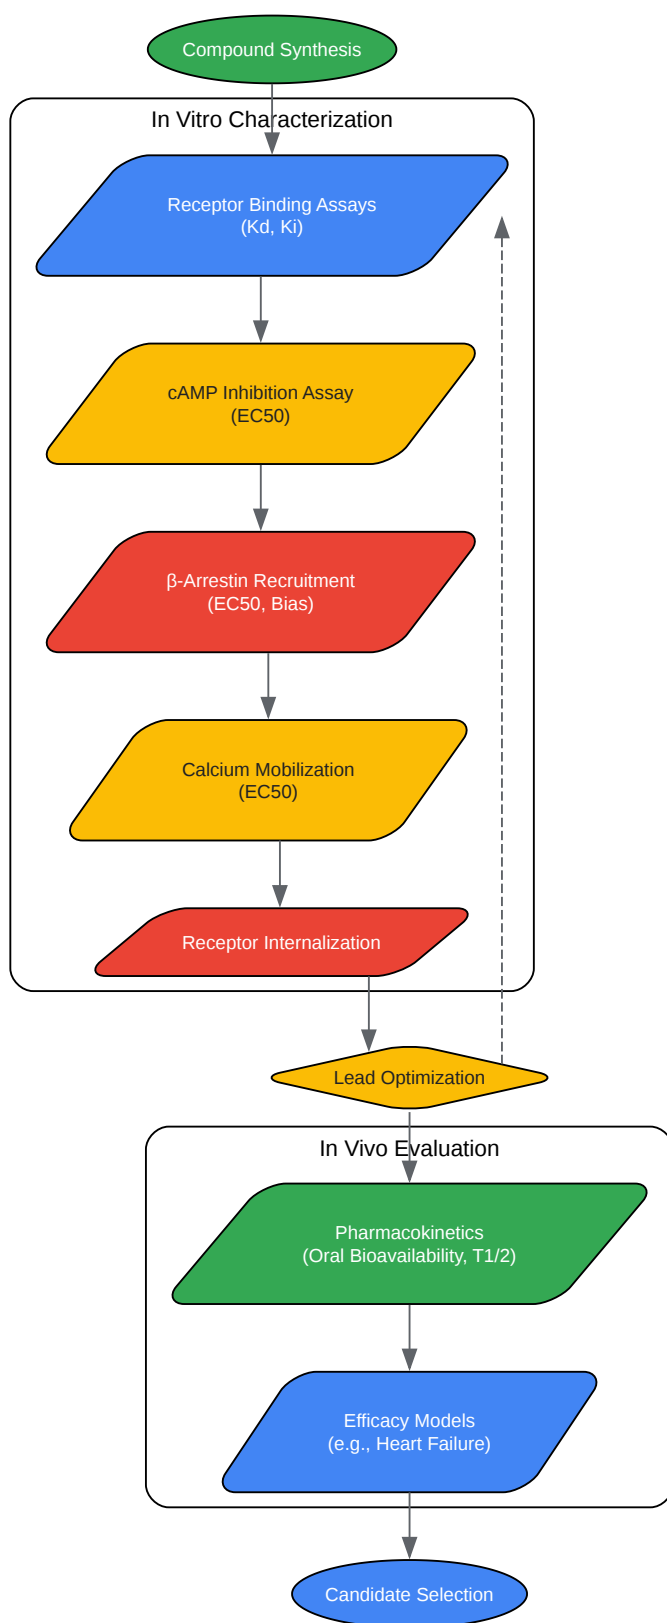 Compound Synthesis
In Vitro Characterization
Receptor Binding Assays
(Kd, Ki)
cAMP Inhibition Assay
(EC50)
β-Arrestin Recruitment
(EC50, Bias)
Calcium Mobilization
(EC50)
Receptor Internalization
Lead Optimization
In Vivo Evaluation
Pharmacokinetics
(Oral Bioavailability, T1/2)
Efficacy Models
(e.g., Heart Failure)
Candidate Selection